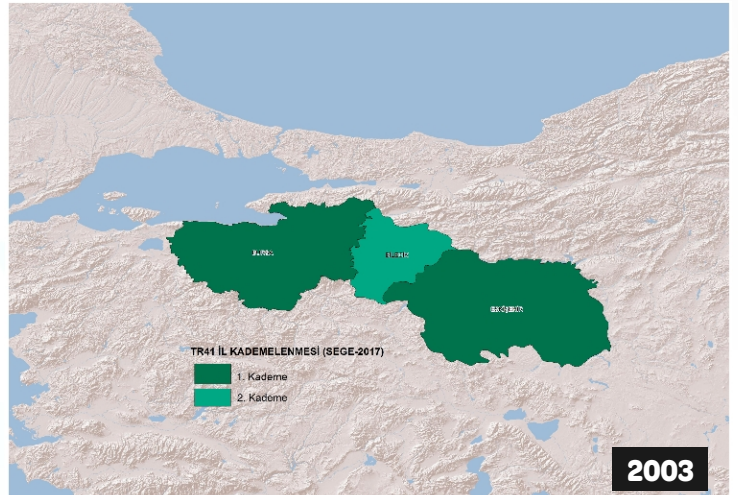 BURSA
BİLECİK
ESKİŞEHİR
TR41 İL KADEMELENMESİ (SEGE-2017)
1. Kademe
2. Kademe
2003